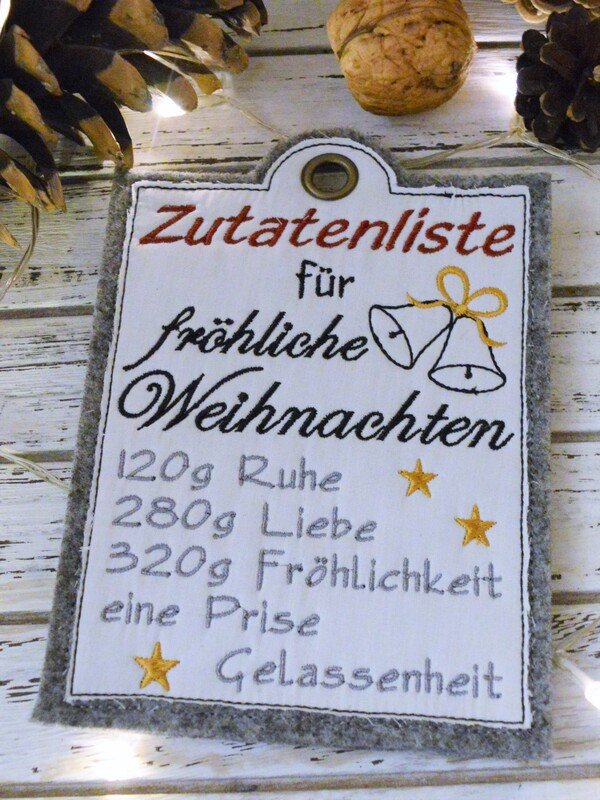 Zutatenliste
für
fröhliche
Weihnachten
120g Ruhe
280g Liebe
320g Fröhlichkeit
eine Prise
Gelassenheit